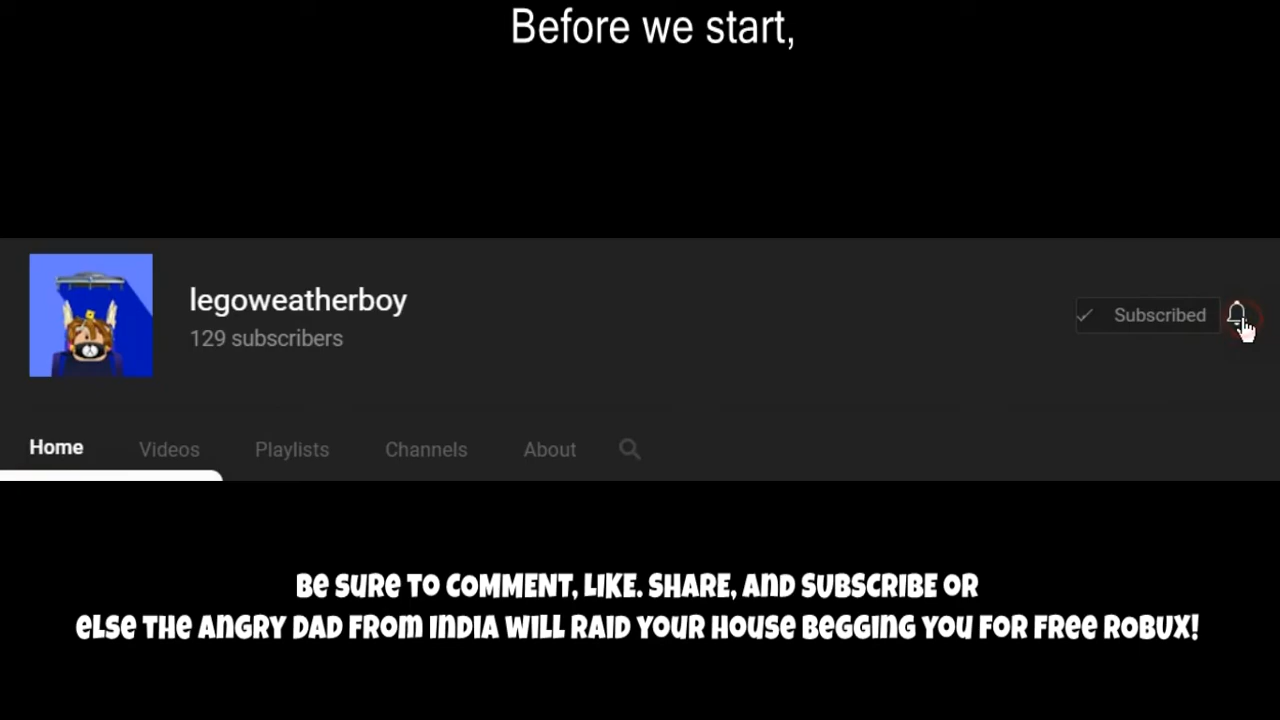 Before we start,
legoweatherboy
129 subscribers
Subscribed
Home Videos Playlists Channels About
Be sure to comment, like. share, and subscribe or
else the angry dad from india will raid your house begging you for free robux!